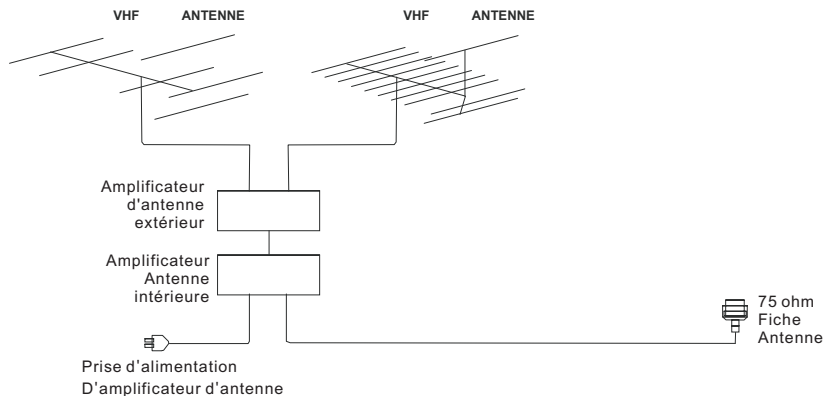 VHF ANTENNE
VHF ANTENNE
Amplificateur
d'antenne
extérieur
Amplificateur
Antenne
intérieure
75 ohm
Fiche
Antenne
Prise d'alimentation
D'amplificateur d'antenne